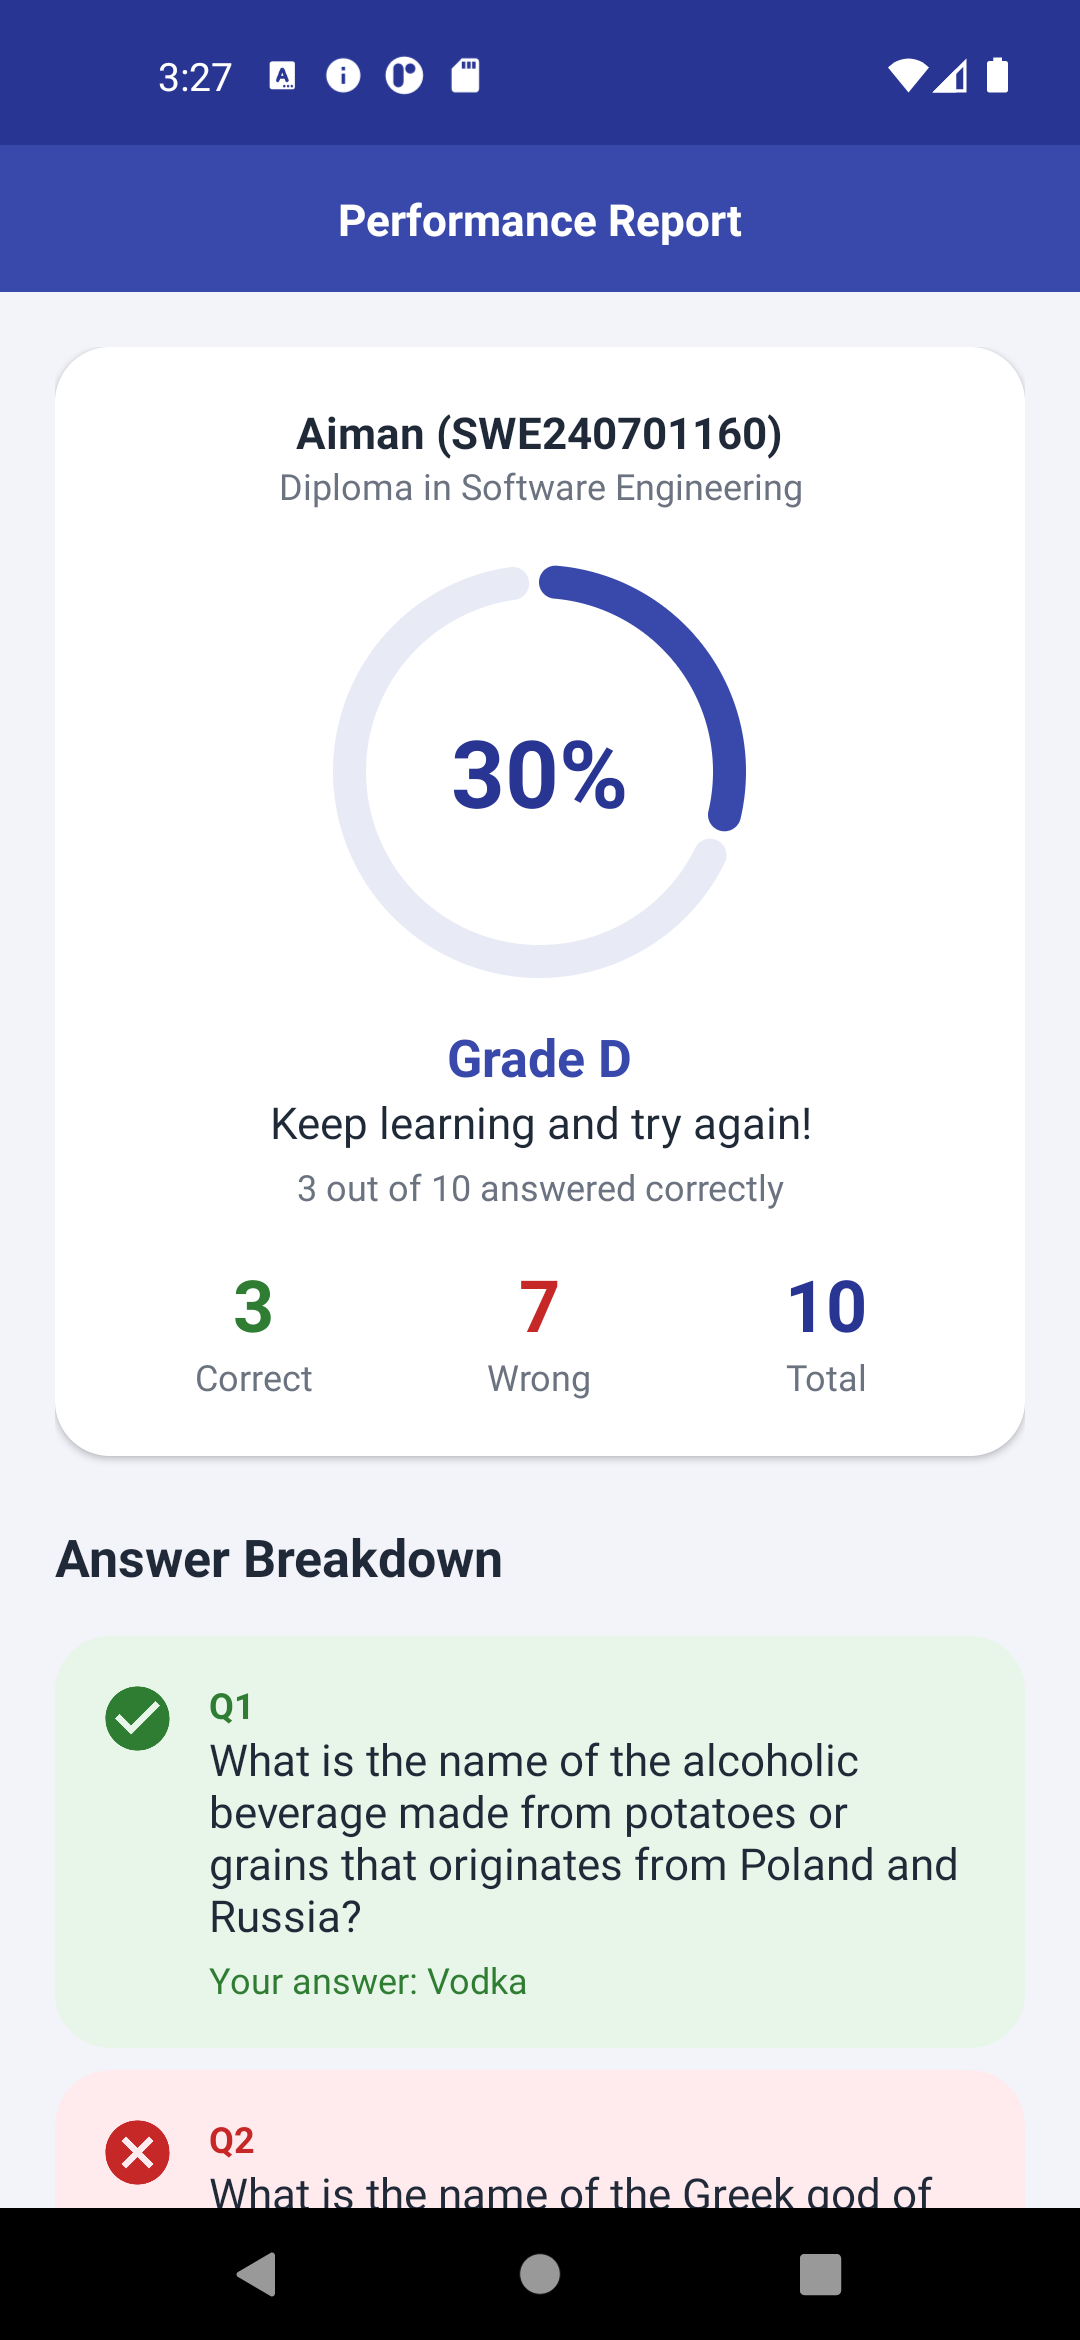 3:27
Performance Report
Aiman (SWE240701160)
Diploma in Software Engineering
30%
Grade D
Keep learning and try again!
3 out of 10 answered correctly
3 7 10
Correct Wrong Total
Answer Breakdown
Q1
What is the name of the alcoholic
beverage made from potatoes or
grains that originates from Poland and
Russia?
Your answer: Vodka
Q2
What is the name of the Greek god of